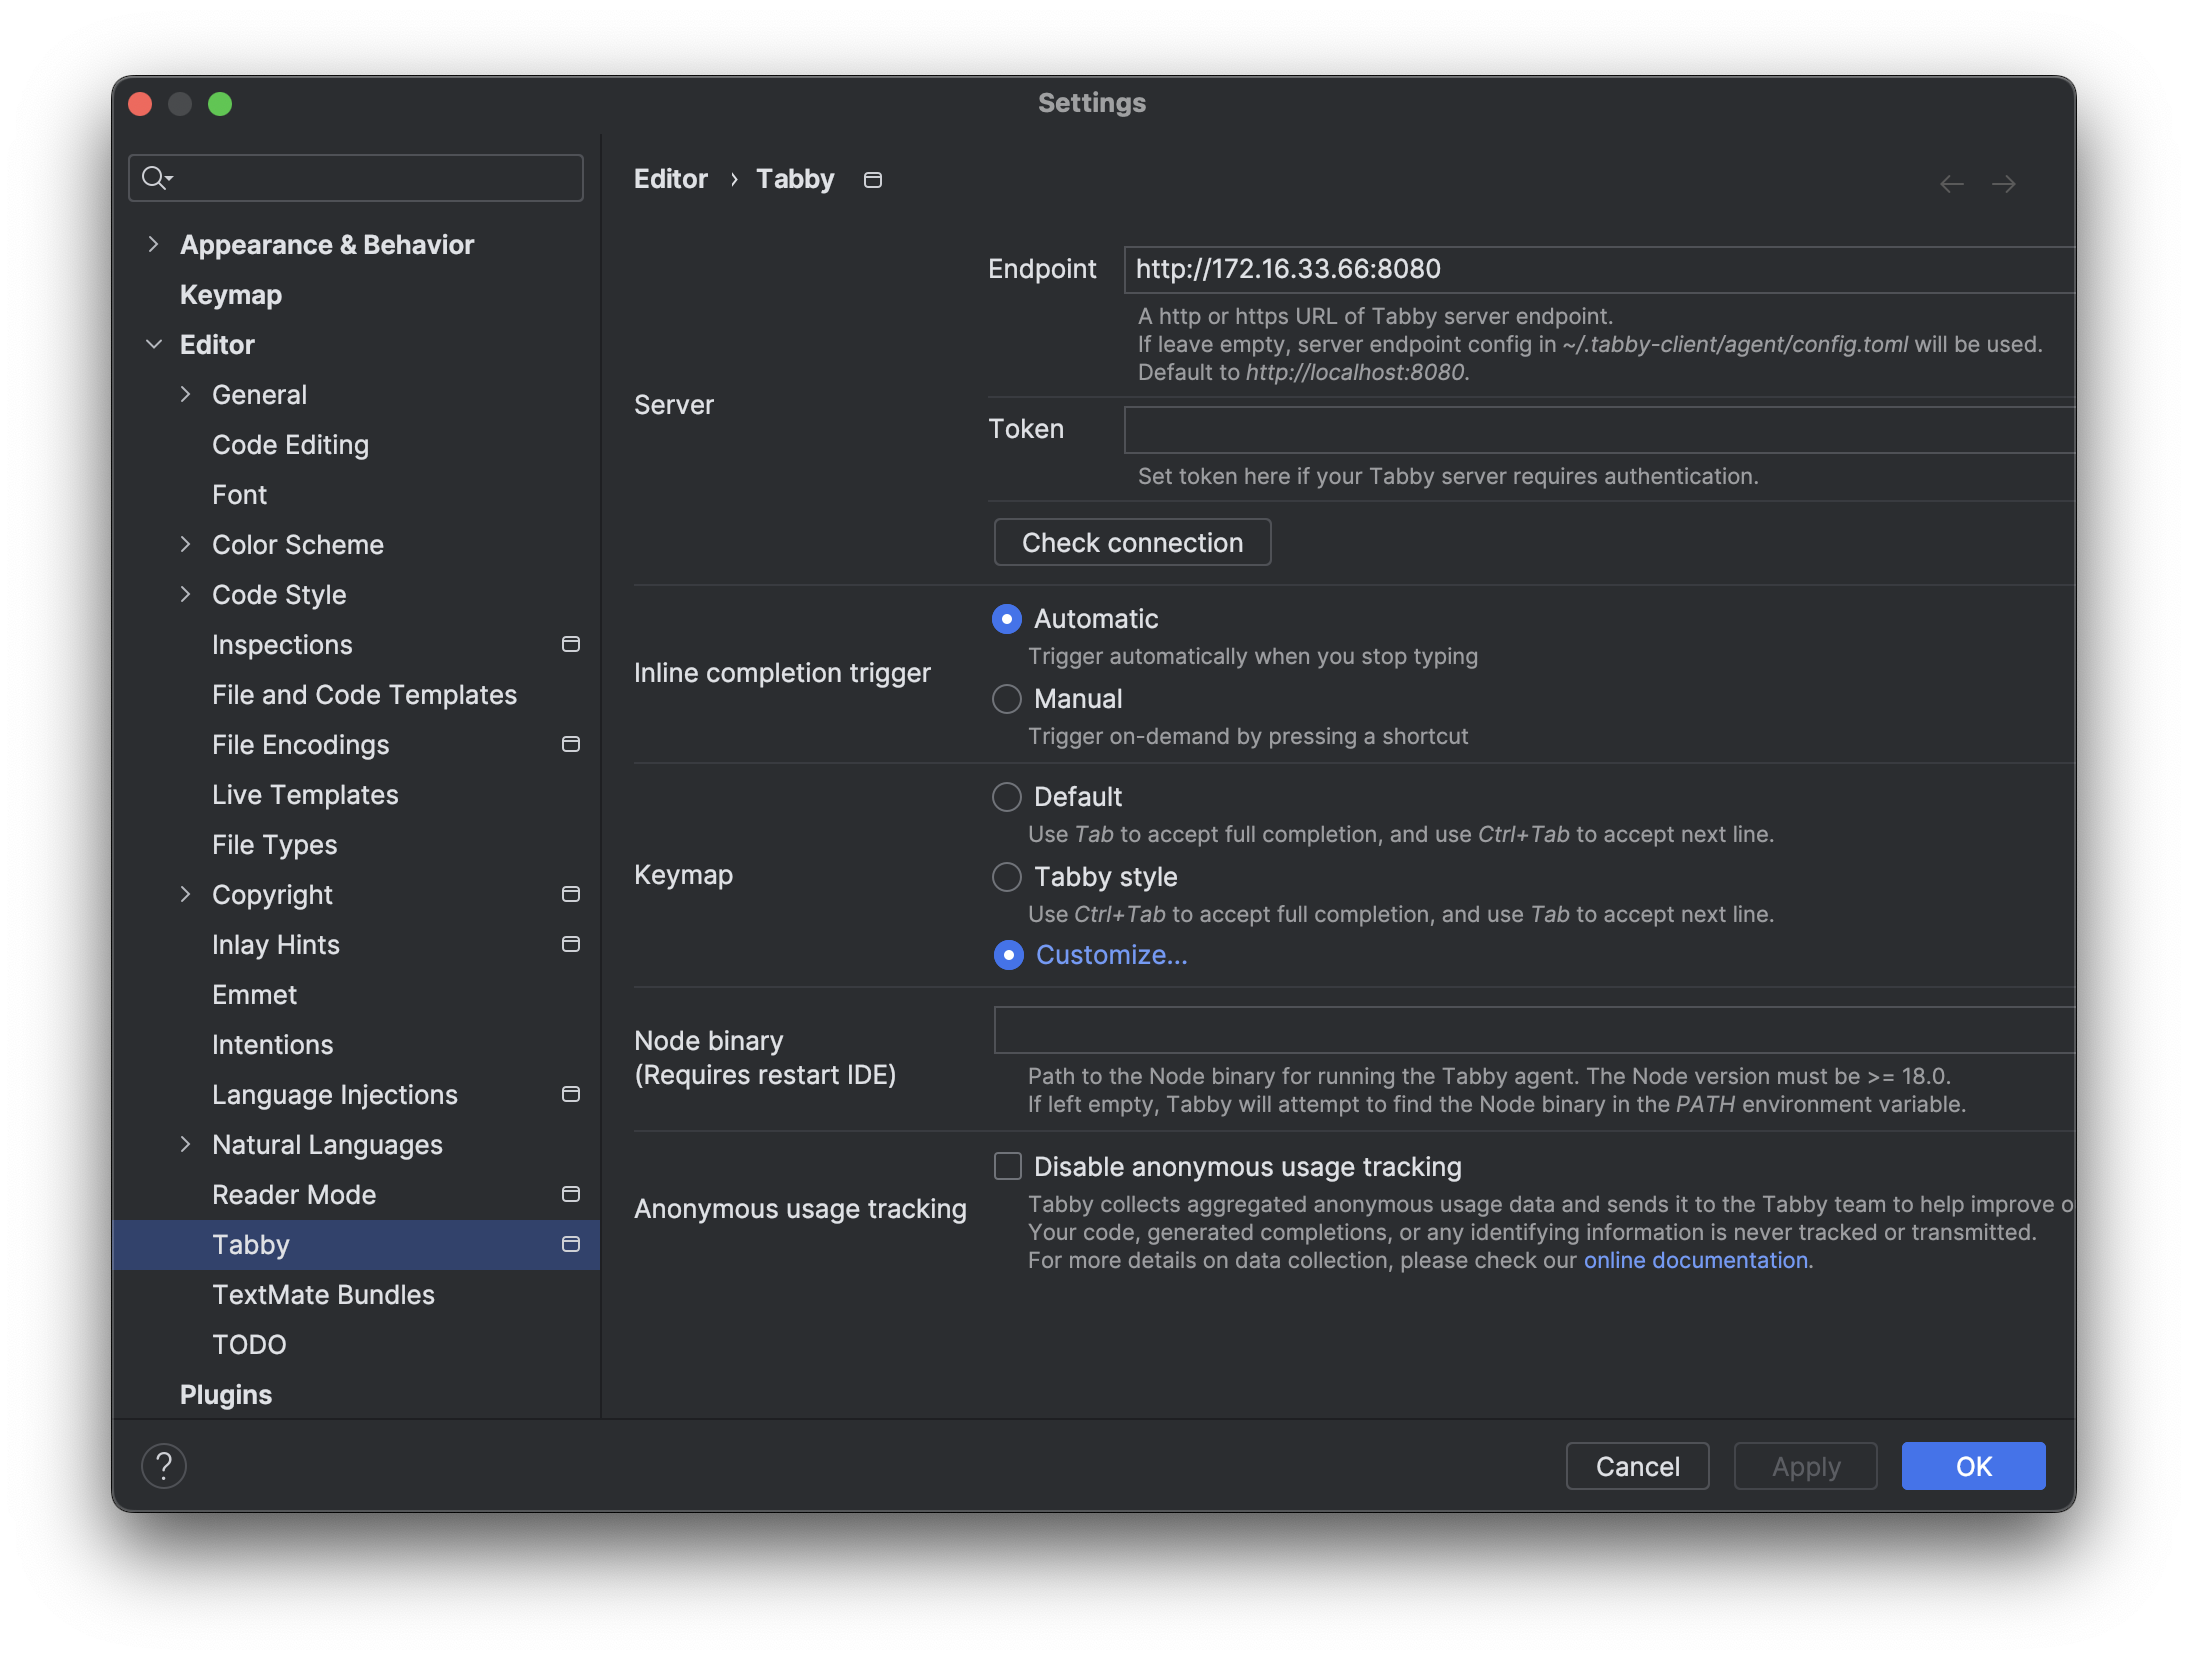 Settings
Appearance & Behavior
Keymap
Editor
General
Code Editing
Font
Color Scheme
Code Style
Inspections
File and Code Templates
File Encodings
Live Templates
File Types
Copyright
Inlay Hints
Emmet
Intentions
Language Injections
Natural Languages
Reader Mode
Tabby
TextMate Bundles
TODO
Plugins
Editor › Tabby
Server
Endpoint http://172.16.33.66:8080
A http or https URL of Tabby server endpoint.
If leave empty, server endpoint config in ~/.tabby-client/agent/config.toml will be used.
Default to http://localhost:8080.
Token
Set token here if your Tabby server requires authentication.
Check connection
Inline completion trigger
Automatic
Trigger automatically when you stop typing
Manual
Trigger on-demand by pressing a shortcut
Keymap
Default
Use Tab to accept full completion, and use Ctrl+Tab to accept next line.
Tabby style
Use Ctrl+Tab to accept full completion, and use Tab to accept next line.
Customize...
Node binary
(Requires restart IDE)
Path to the Node binary for running the Tabby agent. The Node version must be >= 18.0.
If left empty, Tabby will attempt to find the Node binary in the PATH environment variable.
Anonymous usage tracking
Disable anonymous usage tracking
Tabby collects aggregated anonymous usage data and sends it to the Tabby team to help improve o
Your code, generated completions, or any identifying information is never tracked or transmitted.
For more details on data collection, please check our online documentation.
?
Cancel
Apply
OK